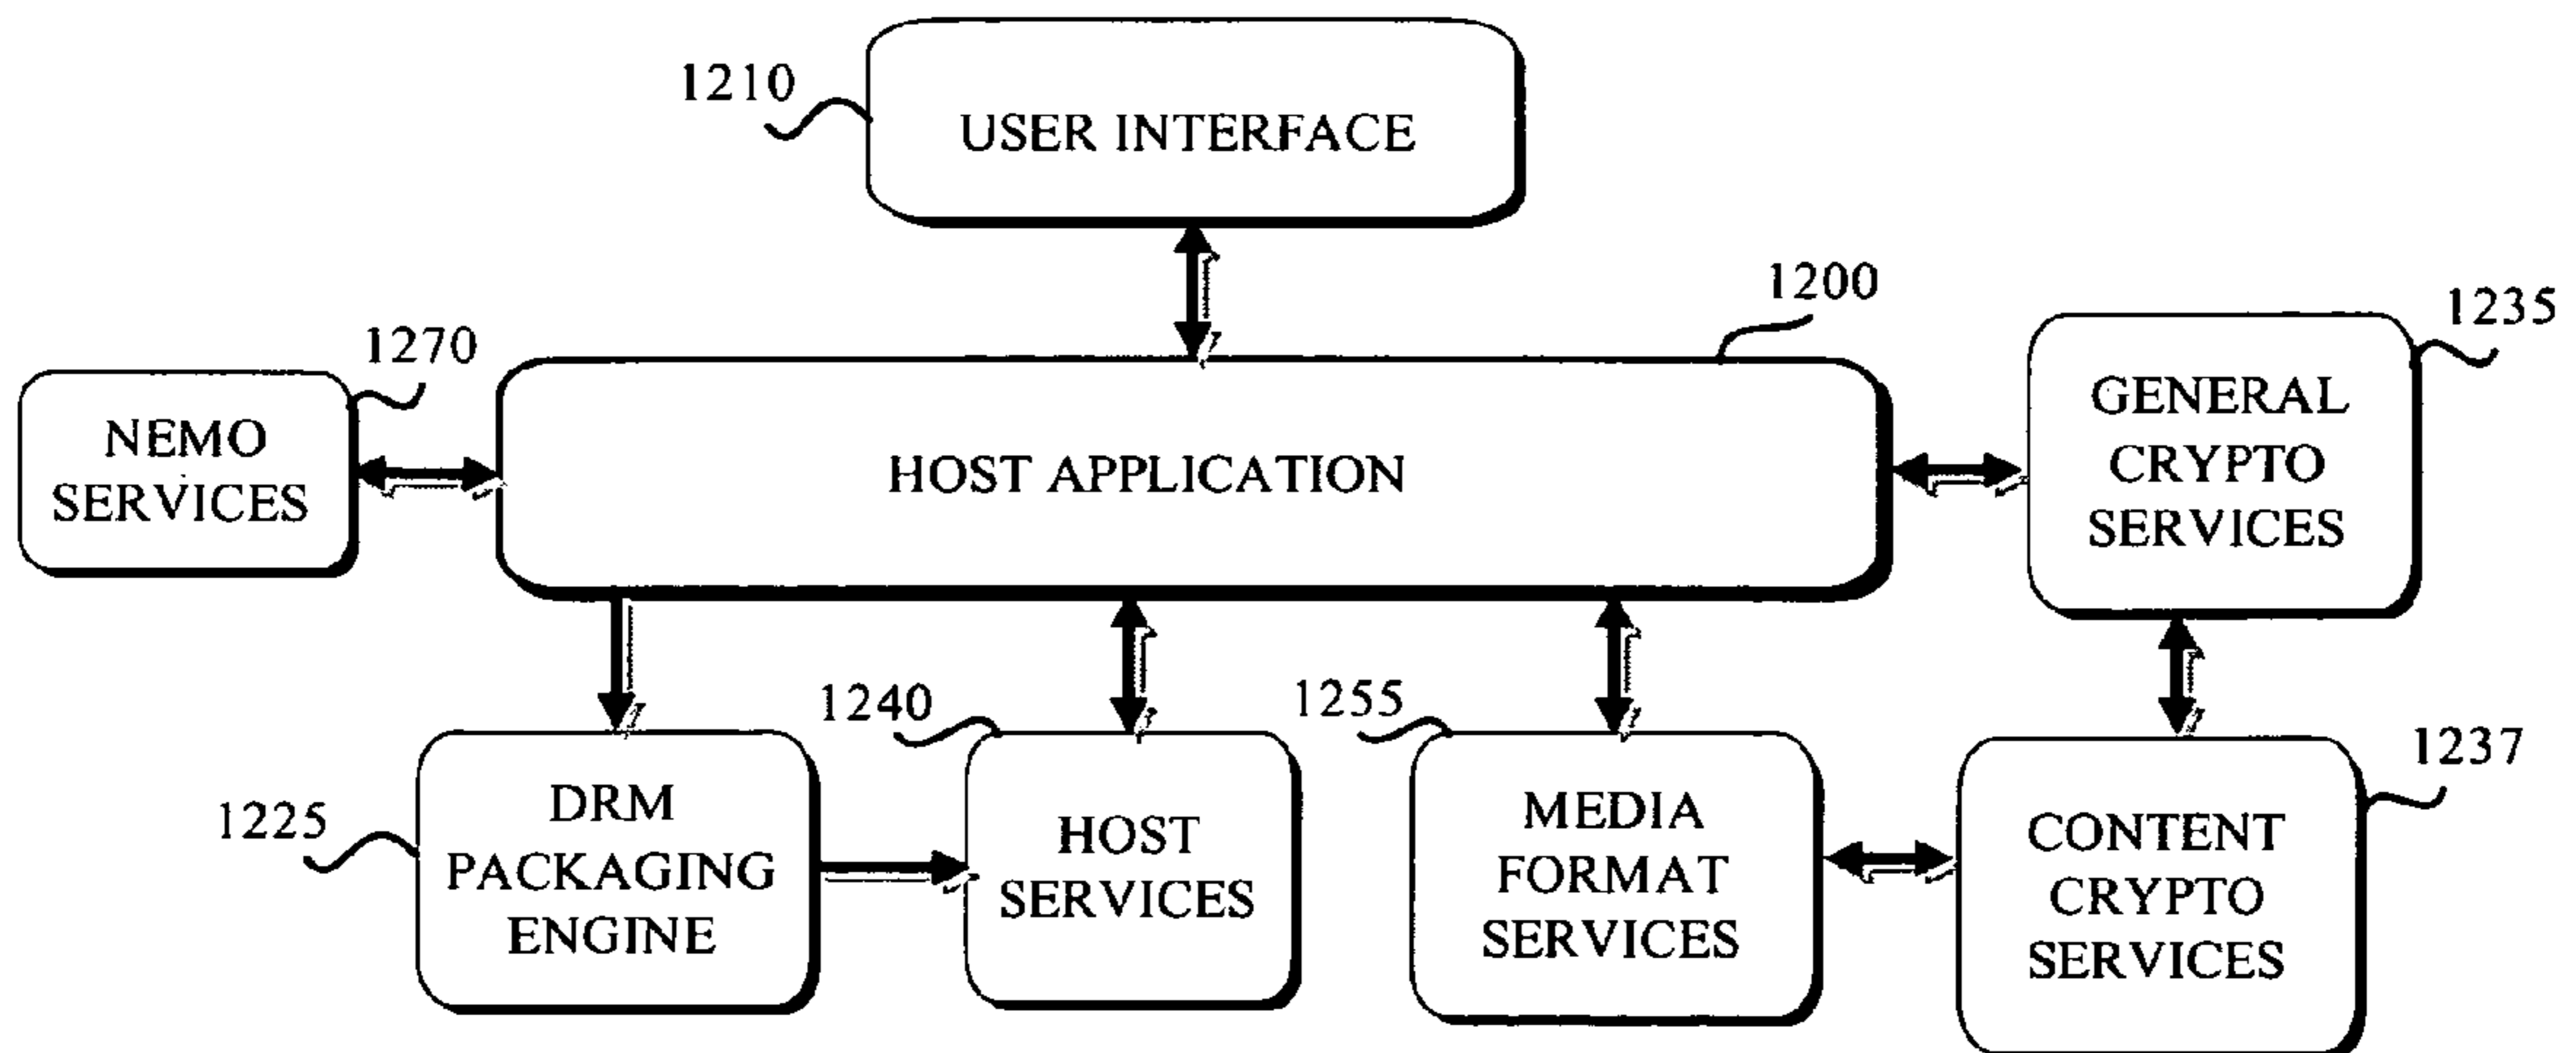 1210
USER INTERFACE
1200
1235
1270
NEMO
SERVICES
HOST APPLICATION
GENERAL
CRYPTO
SERVICES
1225
DRM
PACKAGING
ENGINE
1240
HOST
SERVICES
1255
MEDIA
FORMAT
SERVICES
1237
CONTENT
CRYPTO
SERVICES